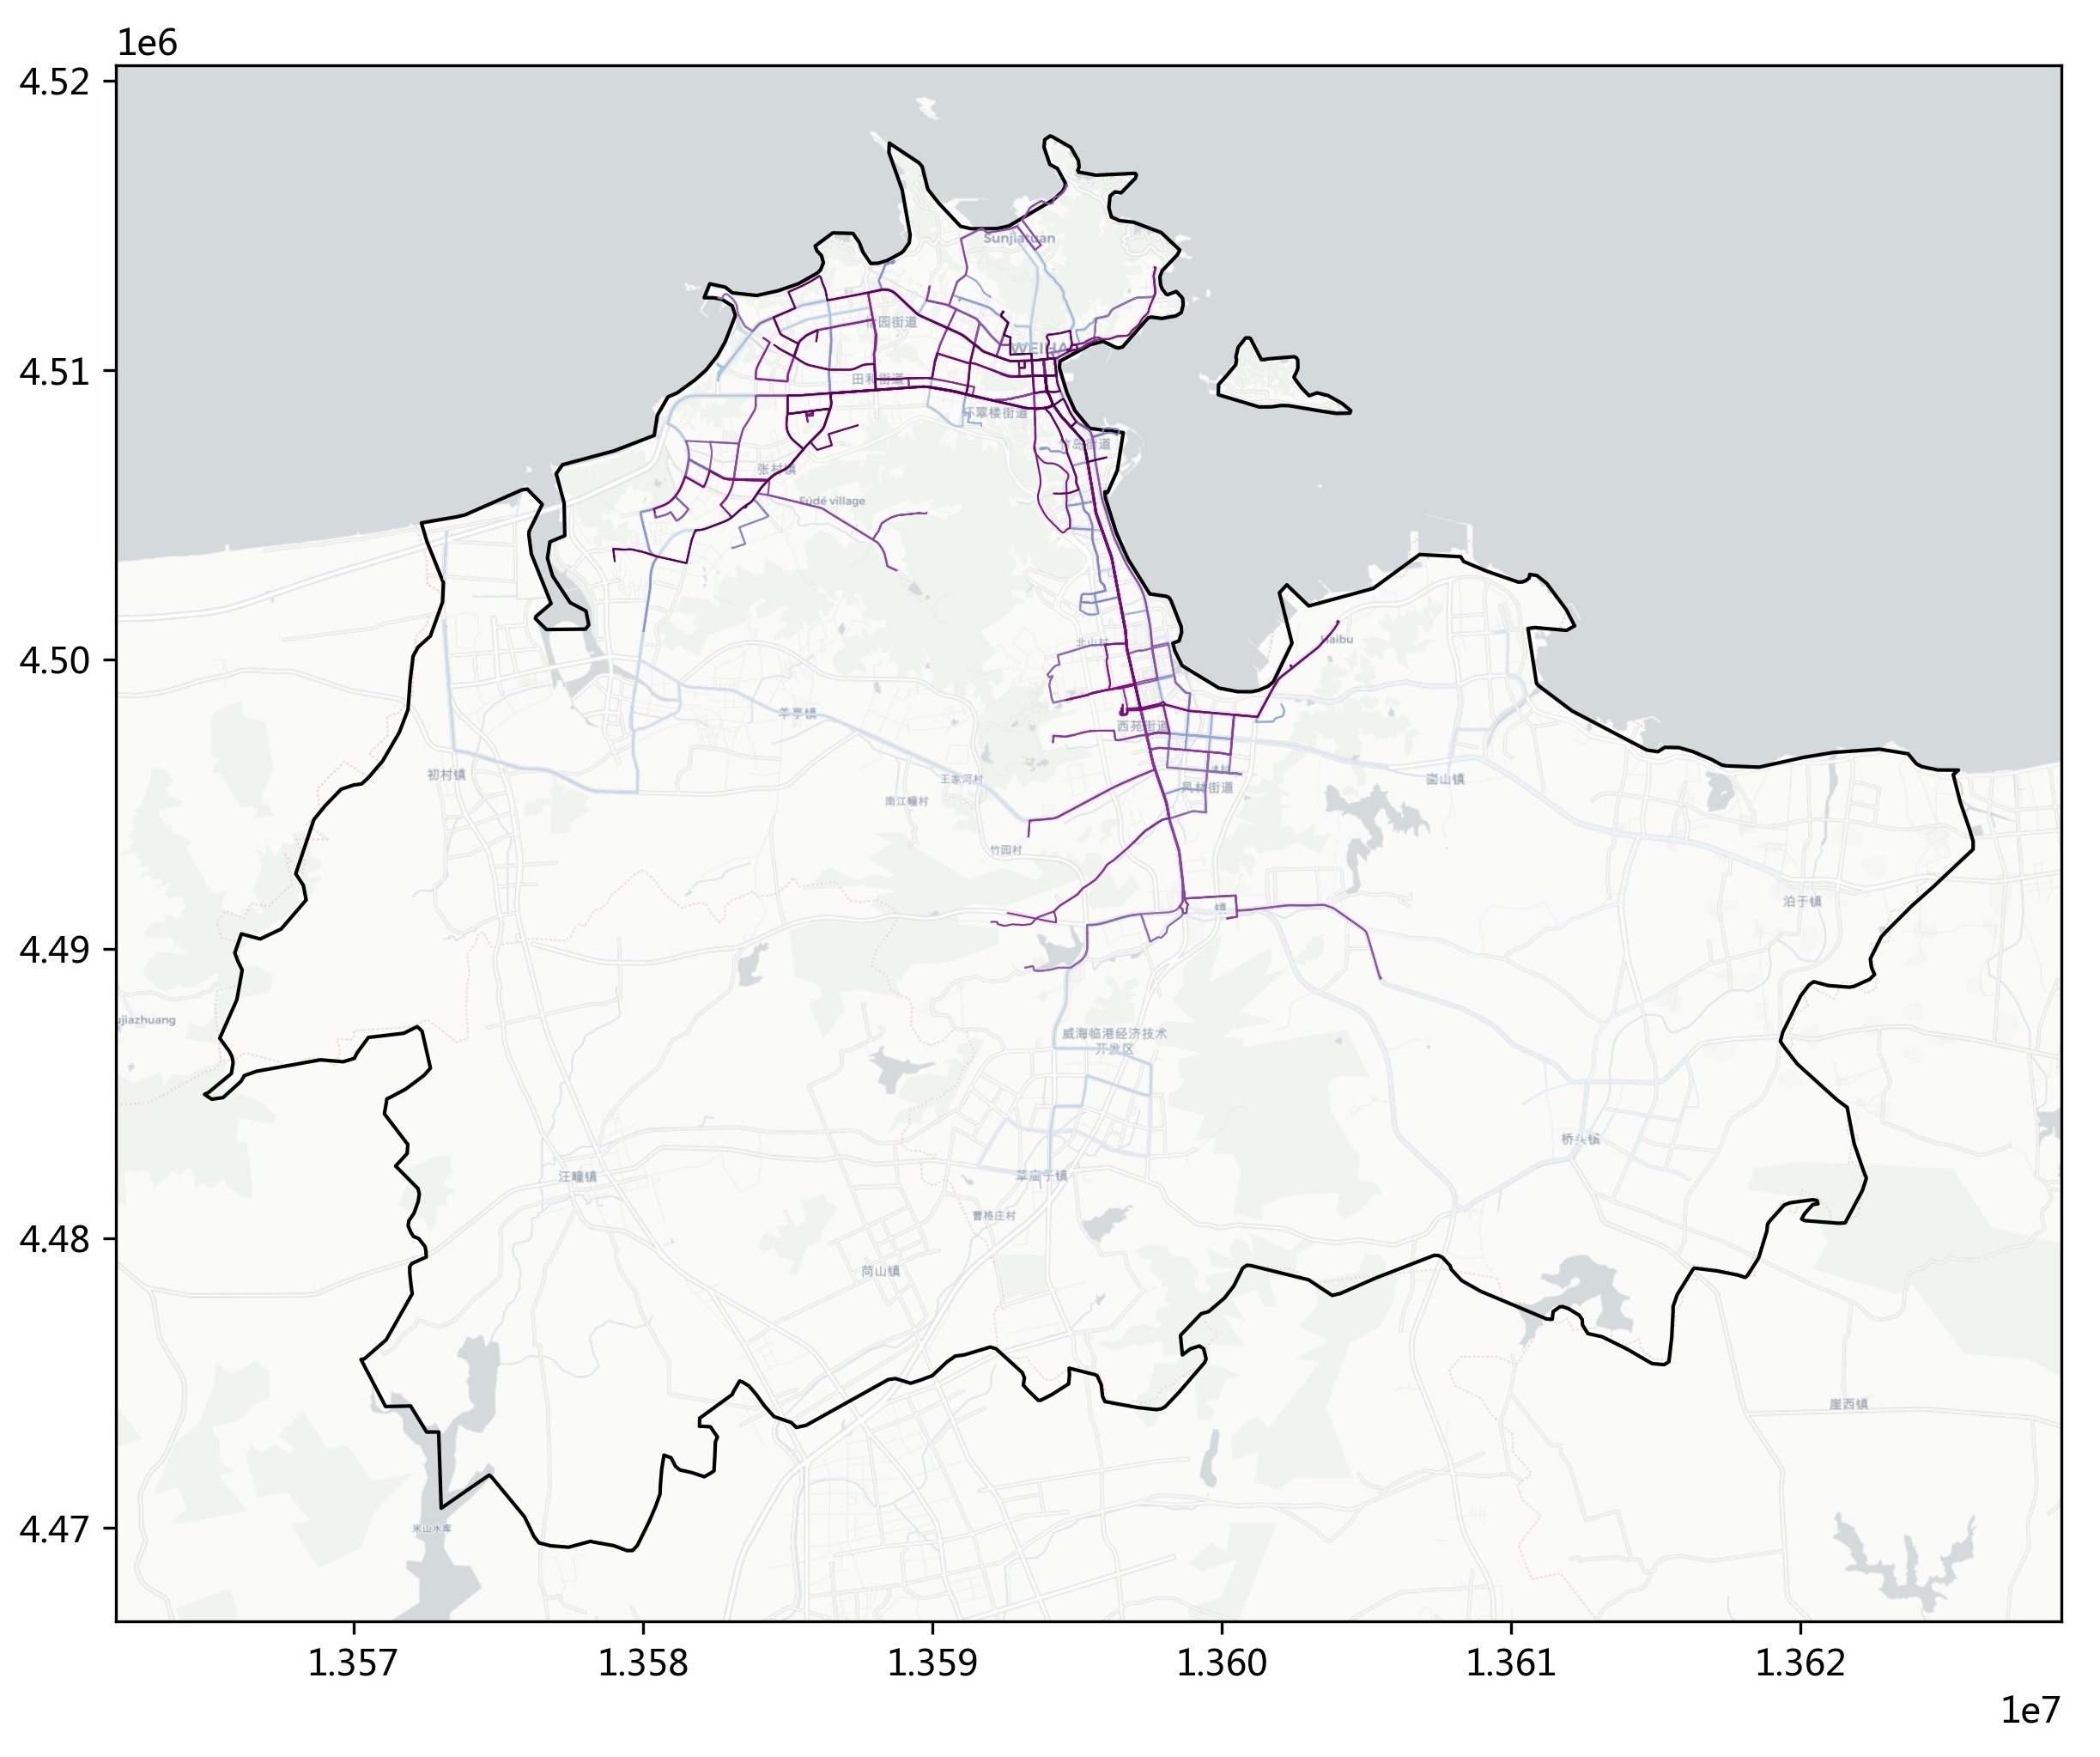 1e6
4.52
4.51
4.50
4.49
4.48
4.47
Sunjiatuan
怡园街道
WEIHA
田和街道
环翠楼街道
竹岛街道
张村镇
Fudé village
北山村
Haibu
羊亭镇
西苑街道
初村镇
王家河村
崮山镇
凤林街道
南江疃村
竹园村
泊于镇
ujiazhuang
威海临港经济技术
开发区
桥头镇
汪疃镇
草庙子镇
曹格庄村
苘山镇
崖西镇
米山水库
1.357
1.358
1.359
1.360
1.361
1.362
1e7